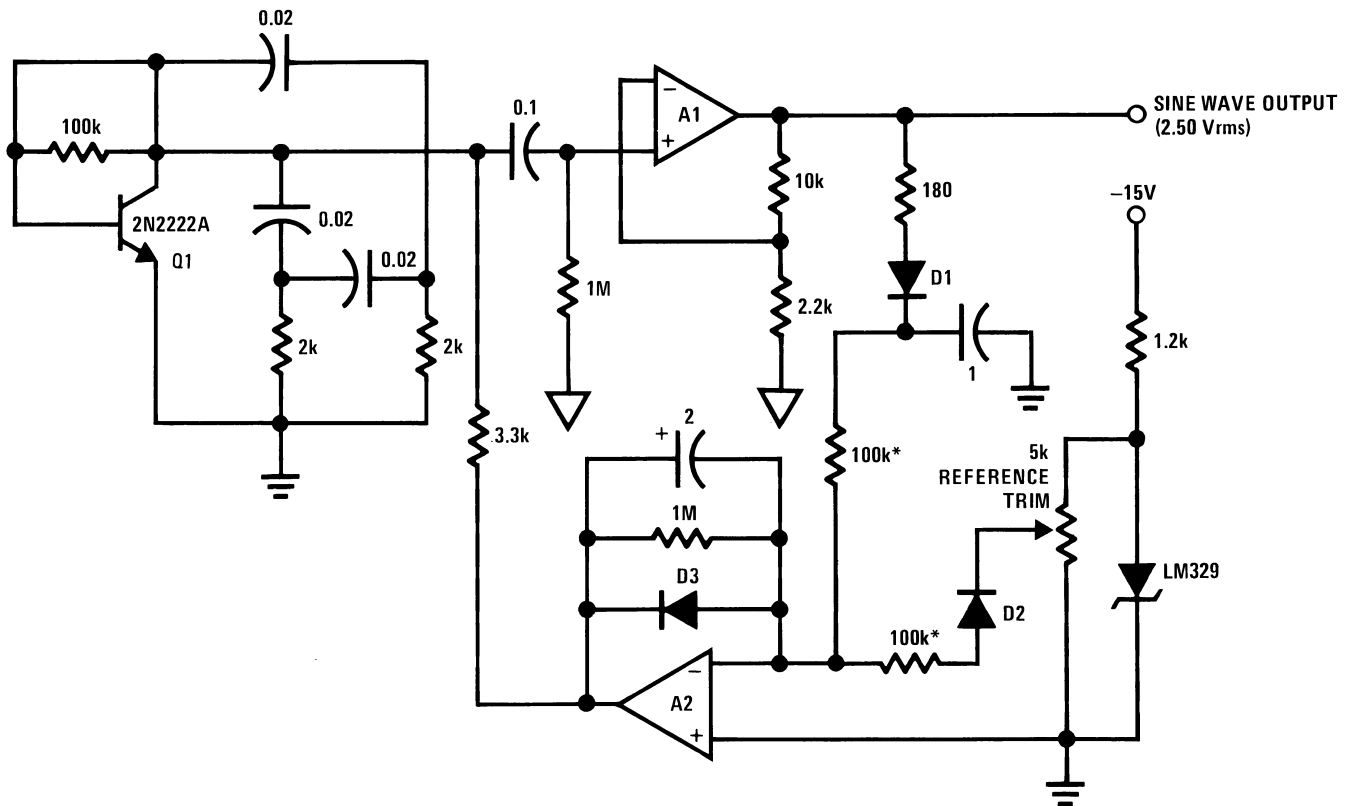 0.02
100k
2N2222A
Q1
0.02
0.02
2k
2k
0.1
1M
3.3k
A1
−
+
10k
2.2k
SINE WAVE OUTPUT
(2.50 Vrms)
180
D1
1
−15V
1.2k
100k*
5k
REFERENCE
TRIM
LM329
D2
100k*
+
2
1M
D3
A2
−
+